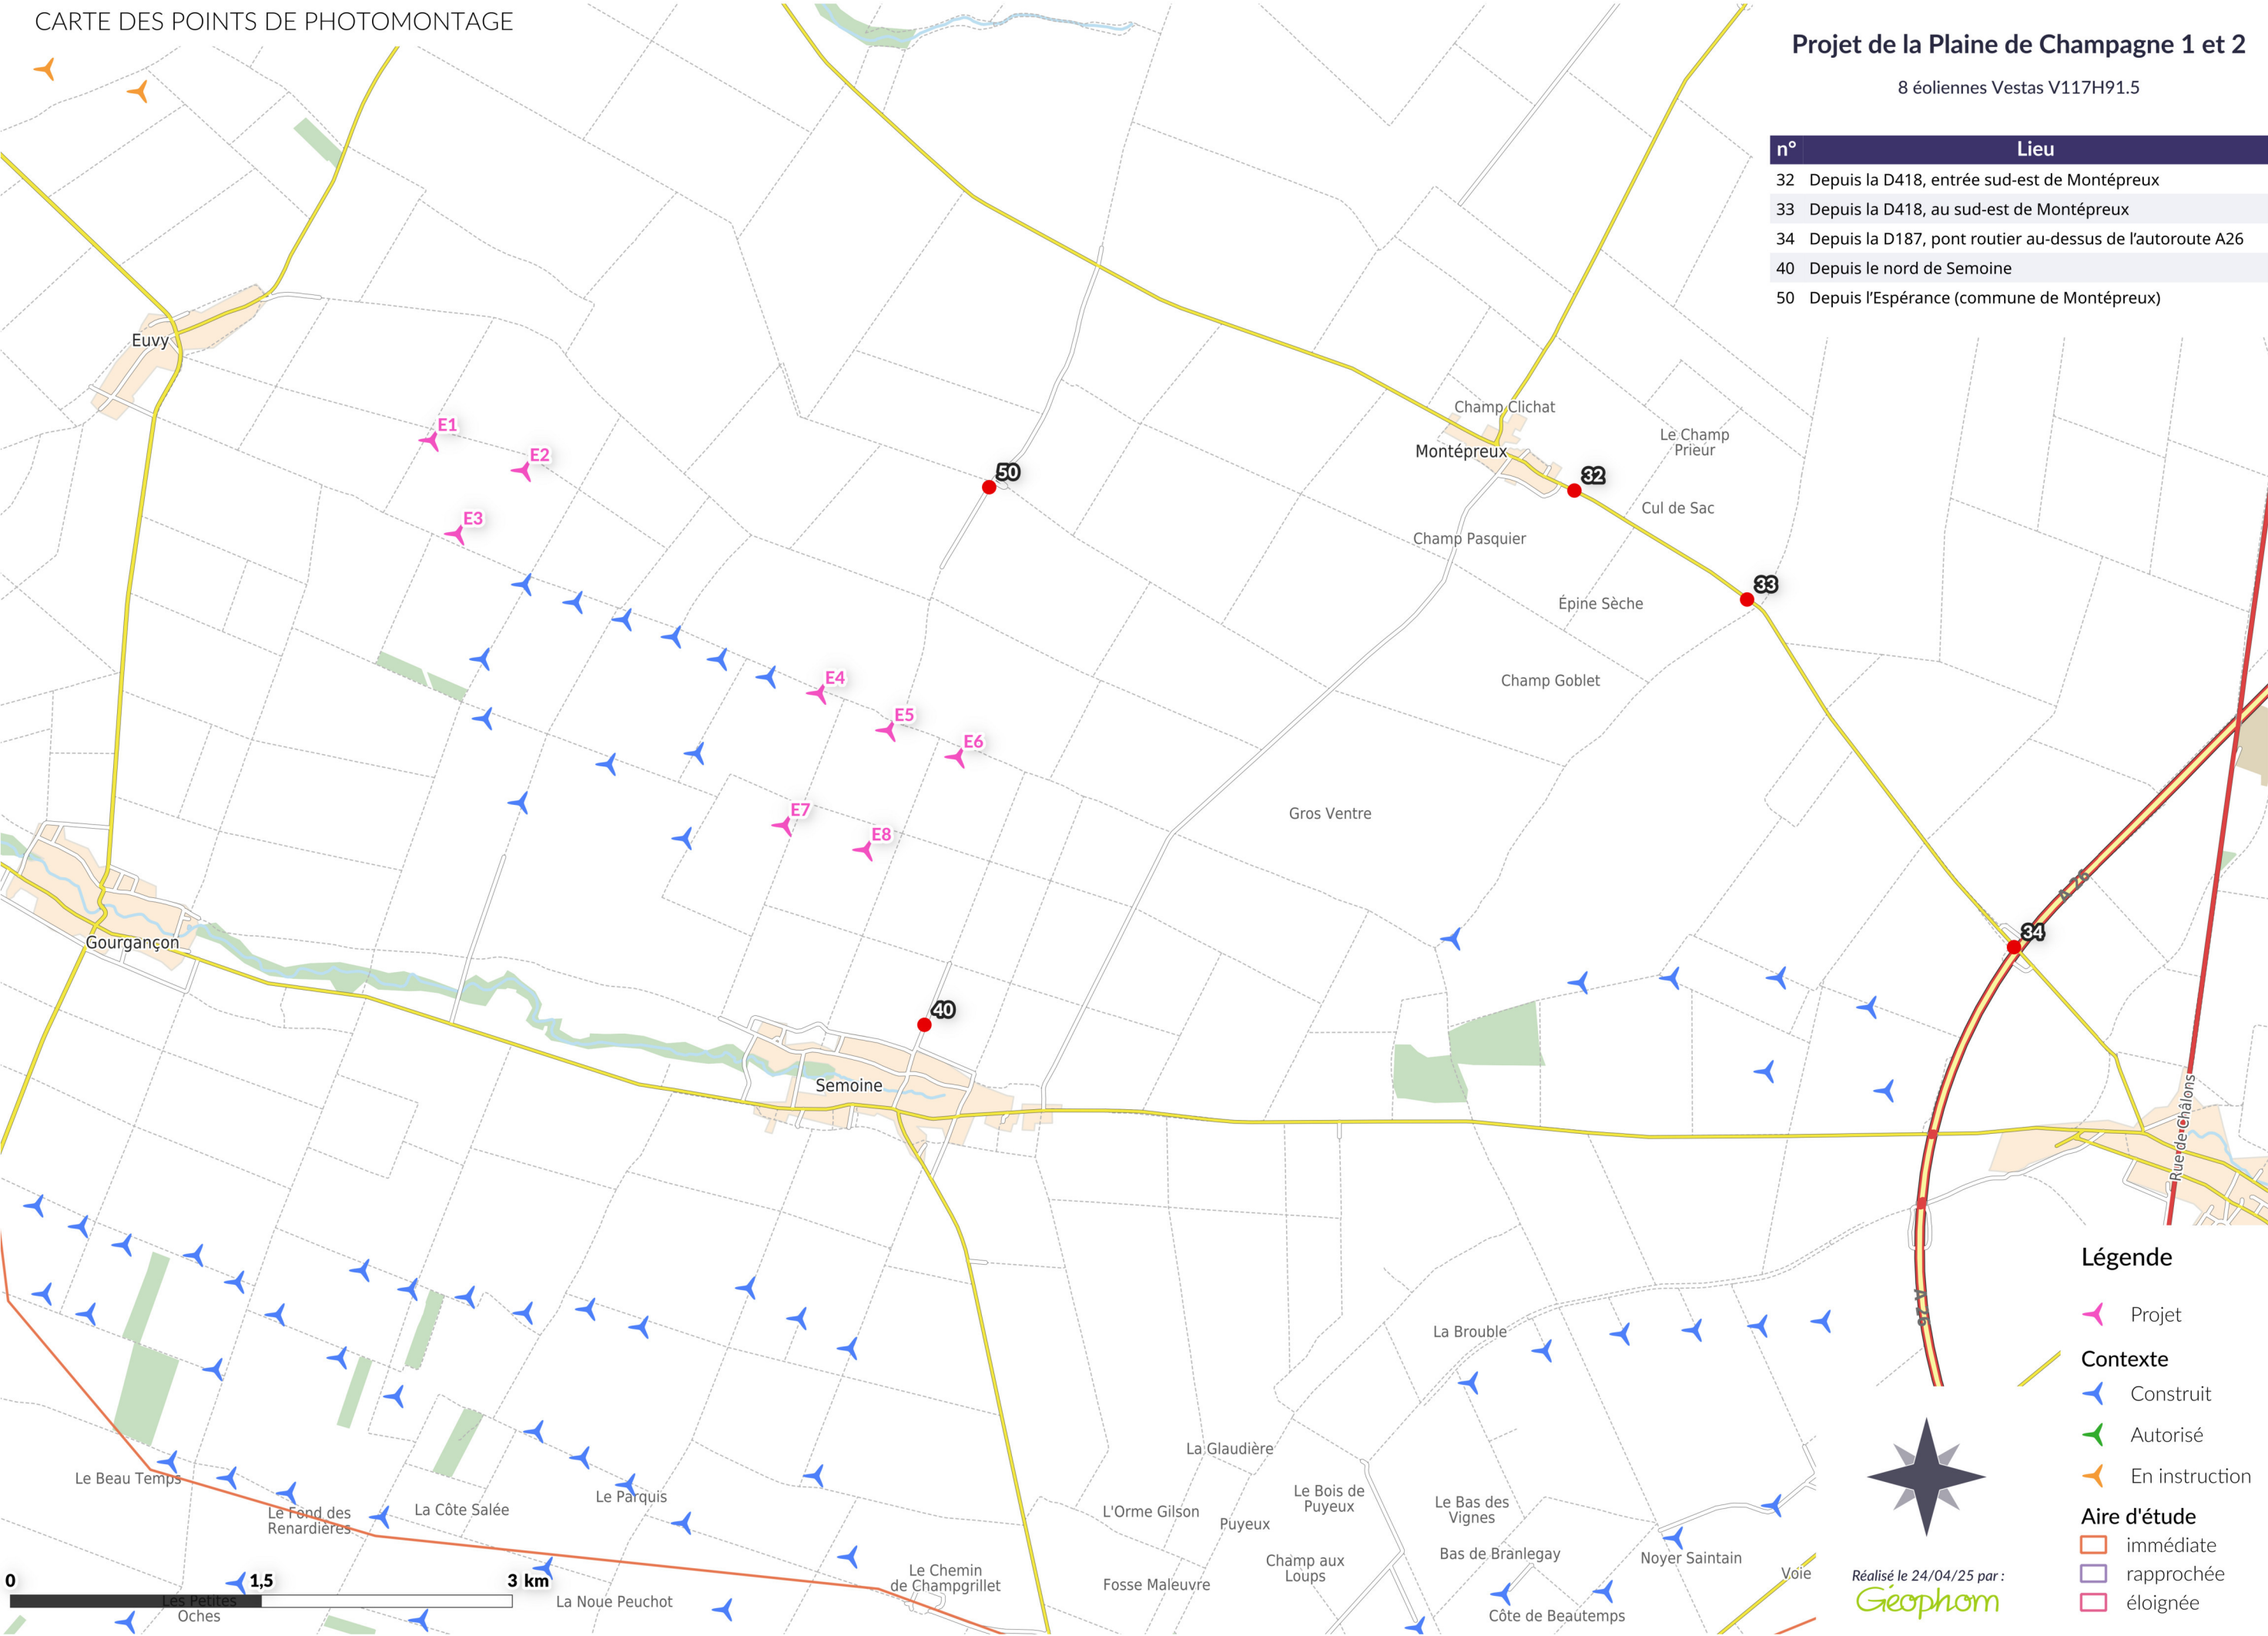 CARTE DES POINTS DE PHOTOMONTAGE
Projet de la Plaine de Champagne 1 et 2
8 éoliennes Vestas V117H91.5
n° Lieu
32 Depuis la D418, entrée sud-est de Montépreux
33 Depuis la D418, au sud-est de Montépreux
34 Depuis la D187, pont routier au-dessus de l'autoroute A26
40 Depuis le nord de Semoine
50 Depuis l'Espérance (commune de Montépreux)
Euvy
E1
E2
E3
50
Champ Clichat
Montépreux
Le Champ
Prieur
32
Cul de Sac
Champ Pasquier
33
Épine Sèche
Champ Goblet
E4
E5
E6
E7
E8
Gros Ventre
A 26
34
Gourgançon
40
Semoine
Rue de Châlons
A 26
La Brouble
La Glaudière
Le Beau Temps
Le Fond des
Renardières
La Côte Salée
Le Parquis
L'Orme Gilson
Puyeux
Le Bois de
Puyeux
Le Bas des
Vignes
Bas de Branlegay
Noyer Saintain
Voie
Champ aux
Loups
Fosse Maleuvre
Le Chemin
de Champgrillet
La Noue Peuchot
Côte de Beautemps
Les Petites
Oches
0 1,5 3 km
Légende
Projet
Contexte
Construit
Autorisé
En instruction
Aire d'étude
immédiate
rapprochée
éloignée
Réalisé le 24/04/25 par :
Géophom